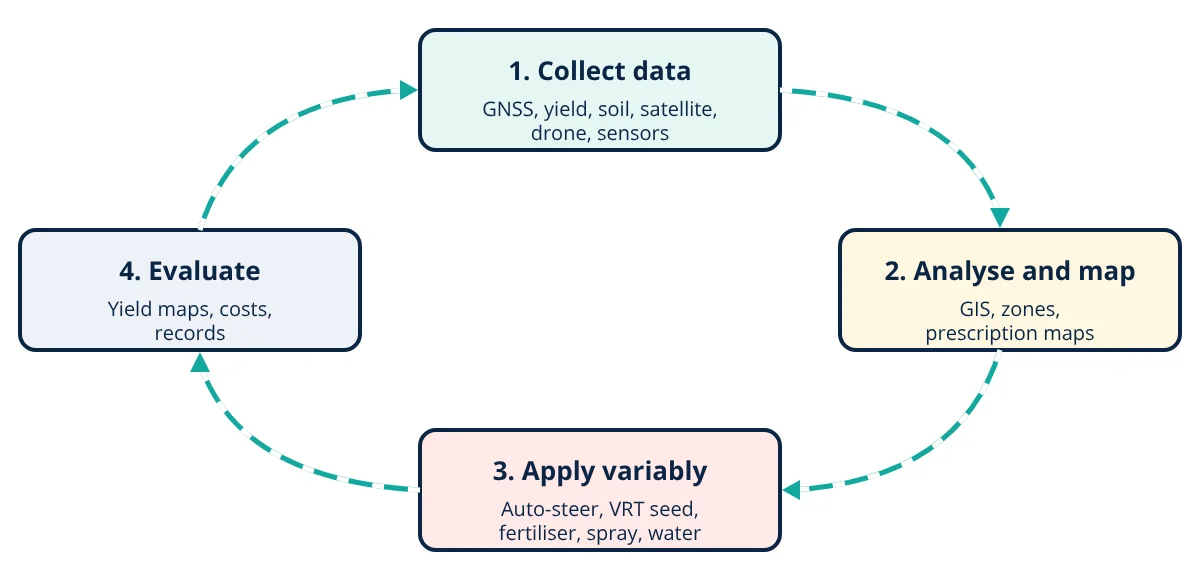 1. Collect data
GNSS, yield, soil, satellite,
drone, sensors
2. Analyse and map
GIS, zones,
prescription maps
3. Apply variably
Auto-steer, VRT seed,
fertiliser, spray, water
4. Evaluate
Yield maps, costs,
records